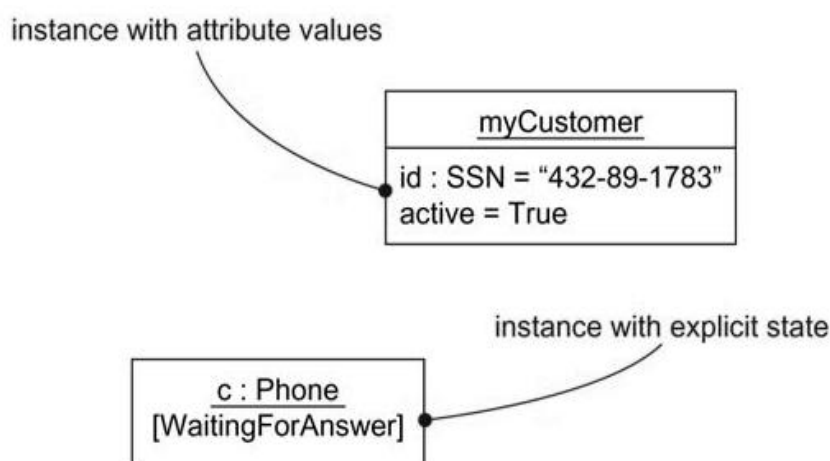 instance with attribute values
myCustomer
id : SSN = “432-89-1783”
active = True
instance with explicit state
c : Phone
[WaitingForAnswer]